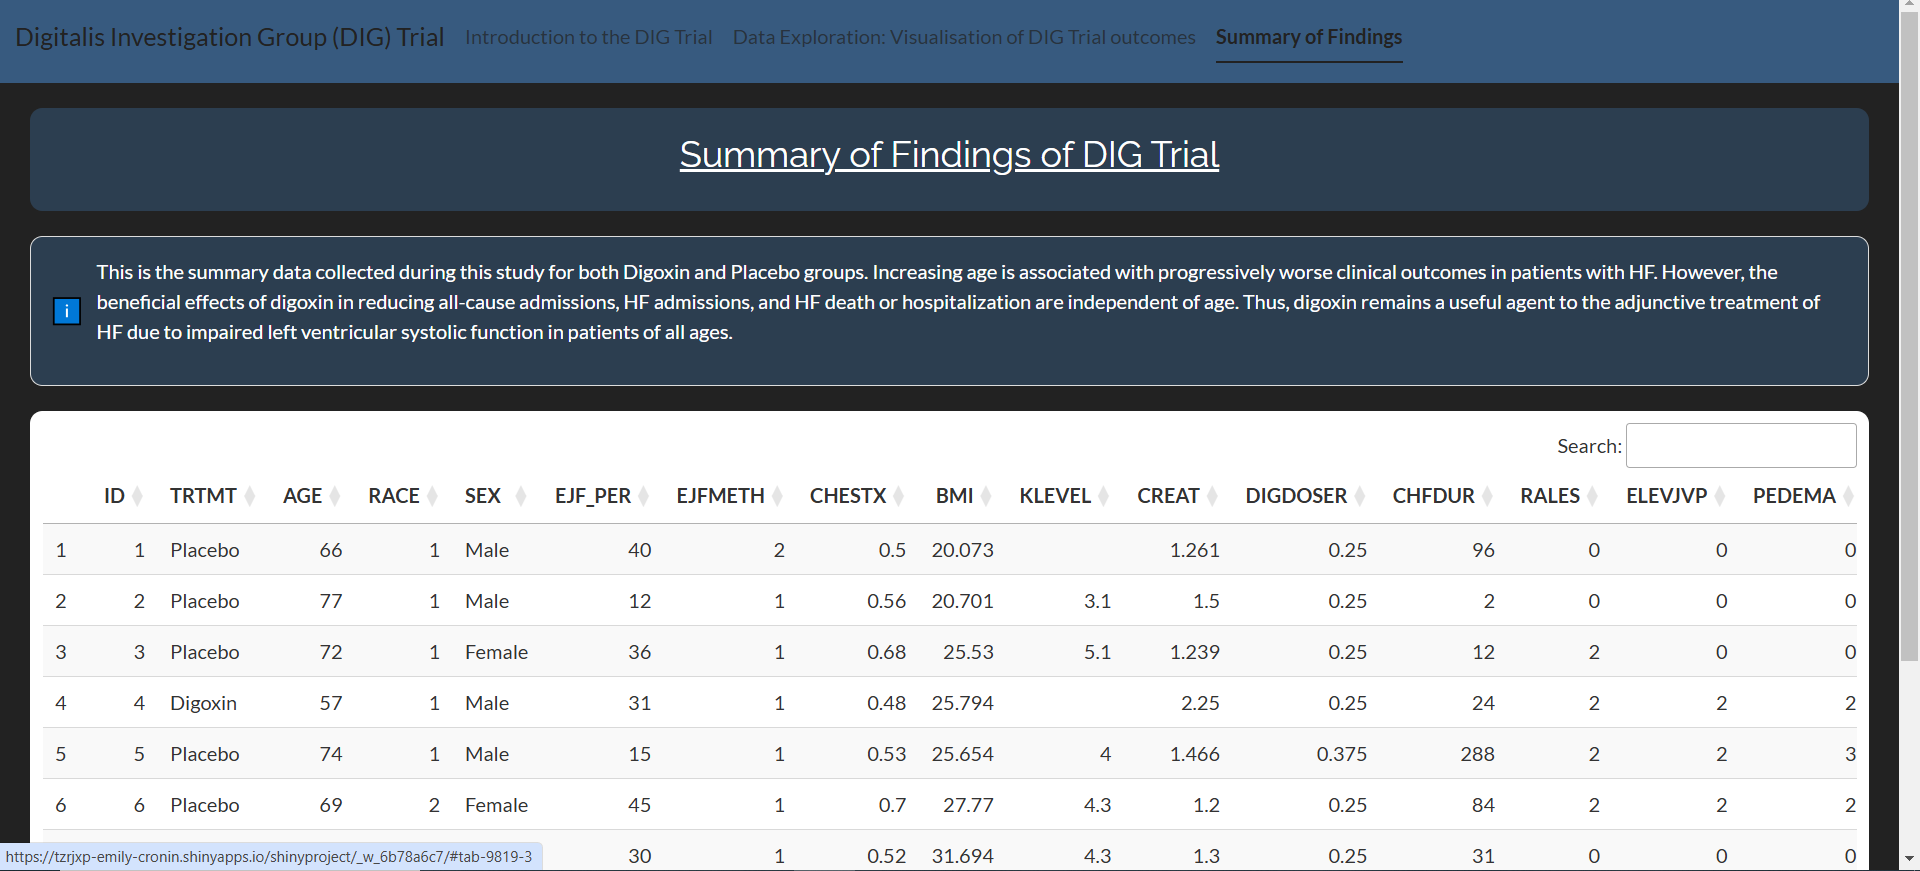 Digitalis Investigation Group (DIG) Trial Introduction to the DIG Trial Data Exploration: Visualisation of DIG Trial outcomes Summary of Findings
Summary of Findings of DIG Trial
This is the summary data collected during this study for both Digoxin and Placebo groups. Increasing age is associated with progressively worse clinical outcomes in patients with HF. However, the
i beneficial effects of digoxin in reducing all-cause admissions, HF admissions, and HF death or hospitalization are independent of age. Thus, digoxin remains a useful agent to the adjunctive treatment of
HF due to impaired left ventricular systolic function in patients of all ages.
Search:
ID TRTMT AGE RACE SEX EJF_PER EJFMETH CHESTX BMI KLEVEL CREAT DIGDOSER CHFDUR RALES ELEVJVP PEDEMA
1 1 Placebo 66 1 Male 40 2 0.5 20.073 1.261 0.25 96 0 0 0
2 2 Placebo 77 1 Male 12 1 0.56 20.701 3.1 1.5 0.25 2 0 0 0
3 3 Placebo 72 1 Female 36 1 0.68 25.53 5.1 1.239 0.25 12 2 0 0
4 4 Digoxin 57 1 Male 31 1 0.48 25.794 2.25 0.25 24 2 2 2
5 5 Placebo 74 1 Male 15 1 0.53 25.654 4 1.466 0.375 288 2 2 3
6 6 Placebo 69 2 Female 45 1 0.7 27.77 4.3 1.2 0.25 84 2 2 2
30 1 0.52 31.694 4.3 1.3 0.25 31 0 0 0
https://tzrjxp-emily-cronin.shinyapps.io/shinyproject/_w_6b78a6c7/#tab-9819-3